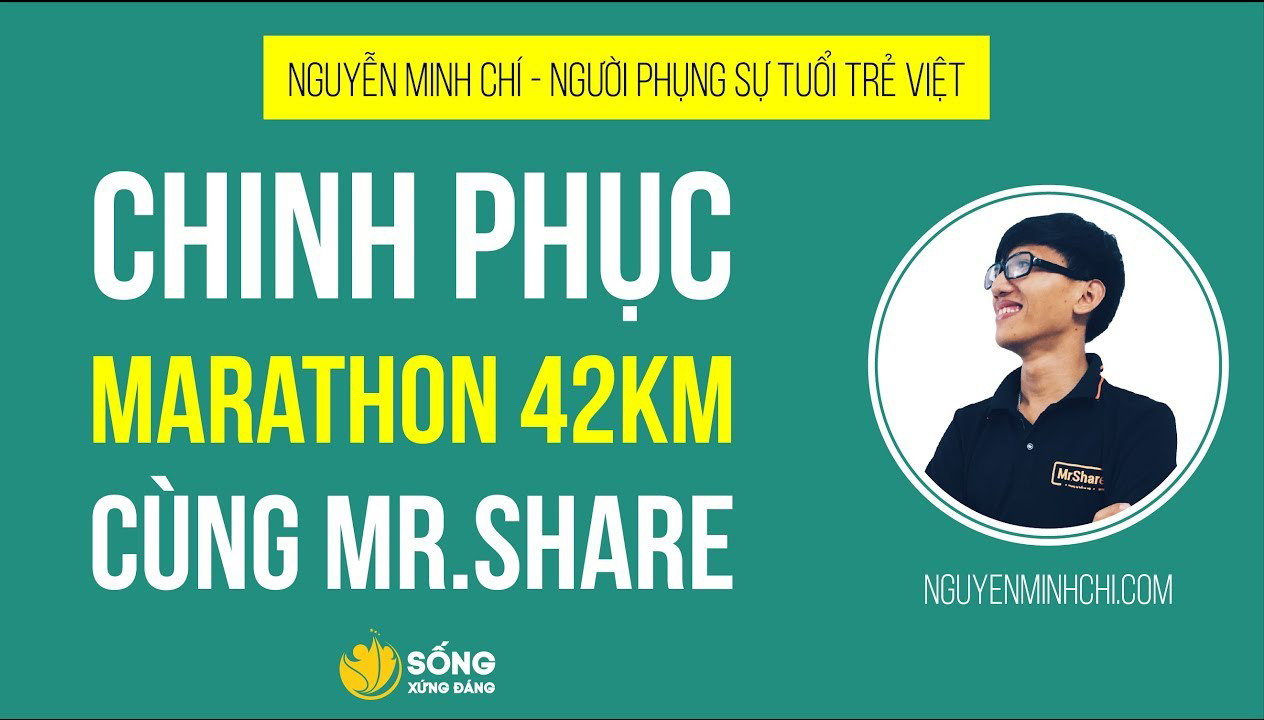 NGUYỄN MINH CHÍ - NGƯỜI PHỤNG SỰ TUỔI TRẺ VIỆT
CHINH PHỤC
MARATHON 42KM
CÙNG MR.SHARE
MrShare
NGUYENMINHCHI.COM
SỐNG
XỨNG ĐÁNG